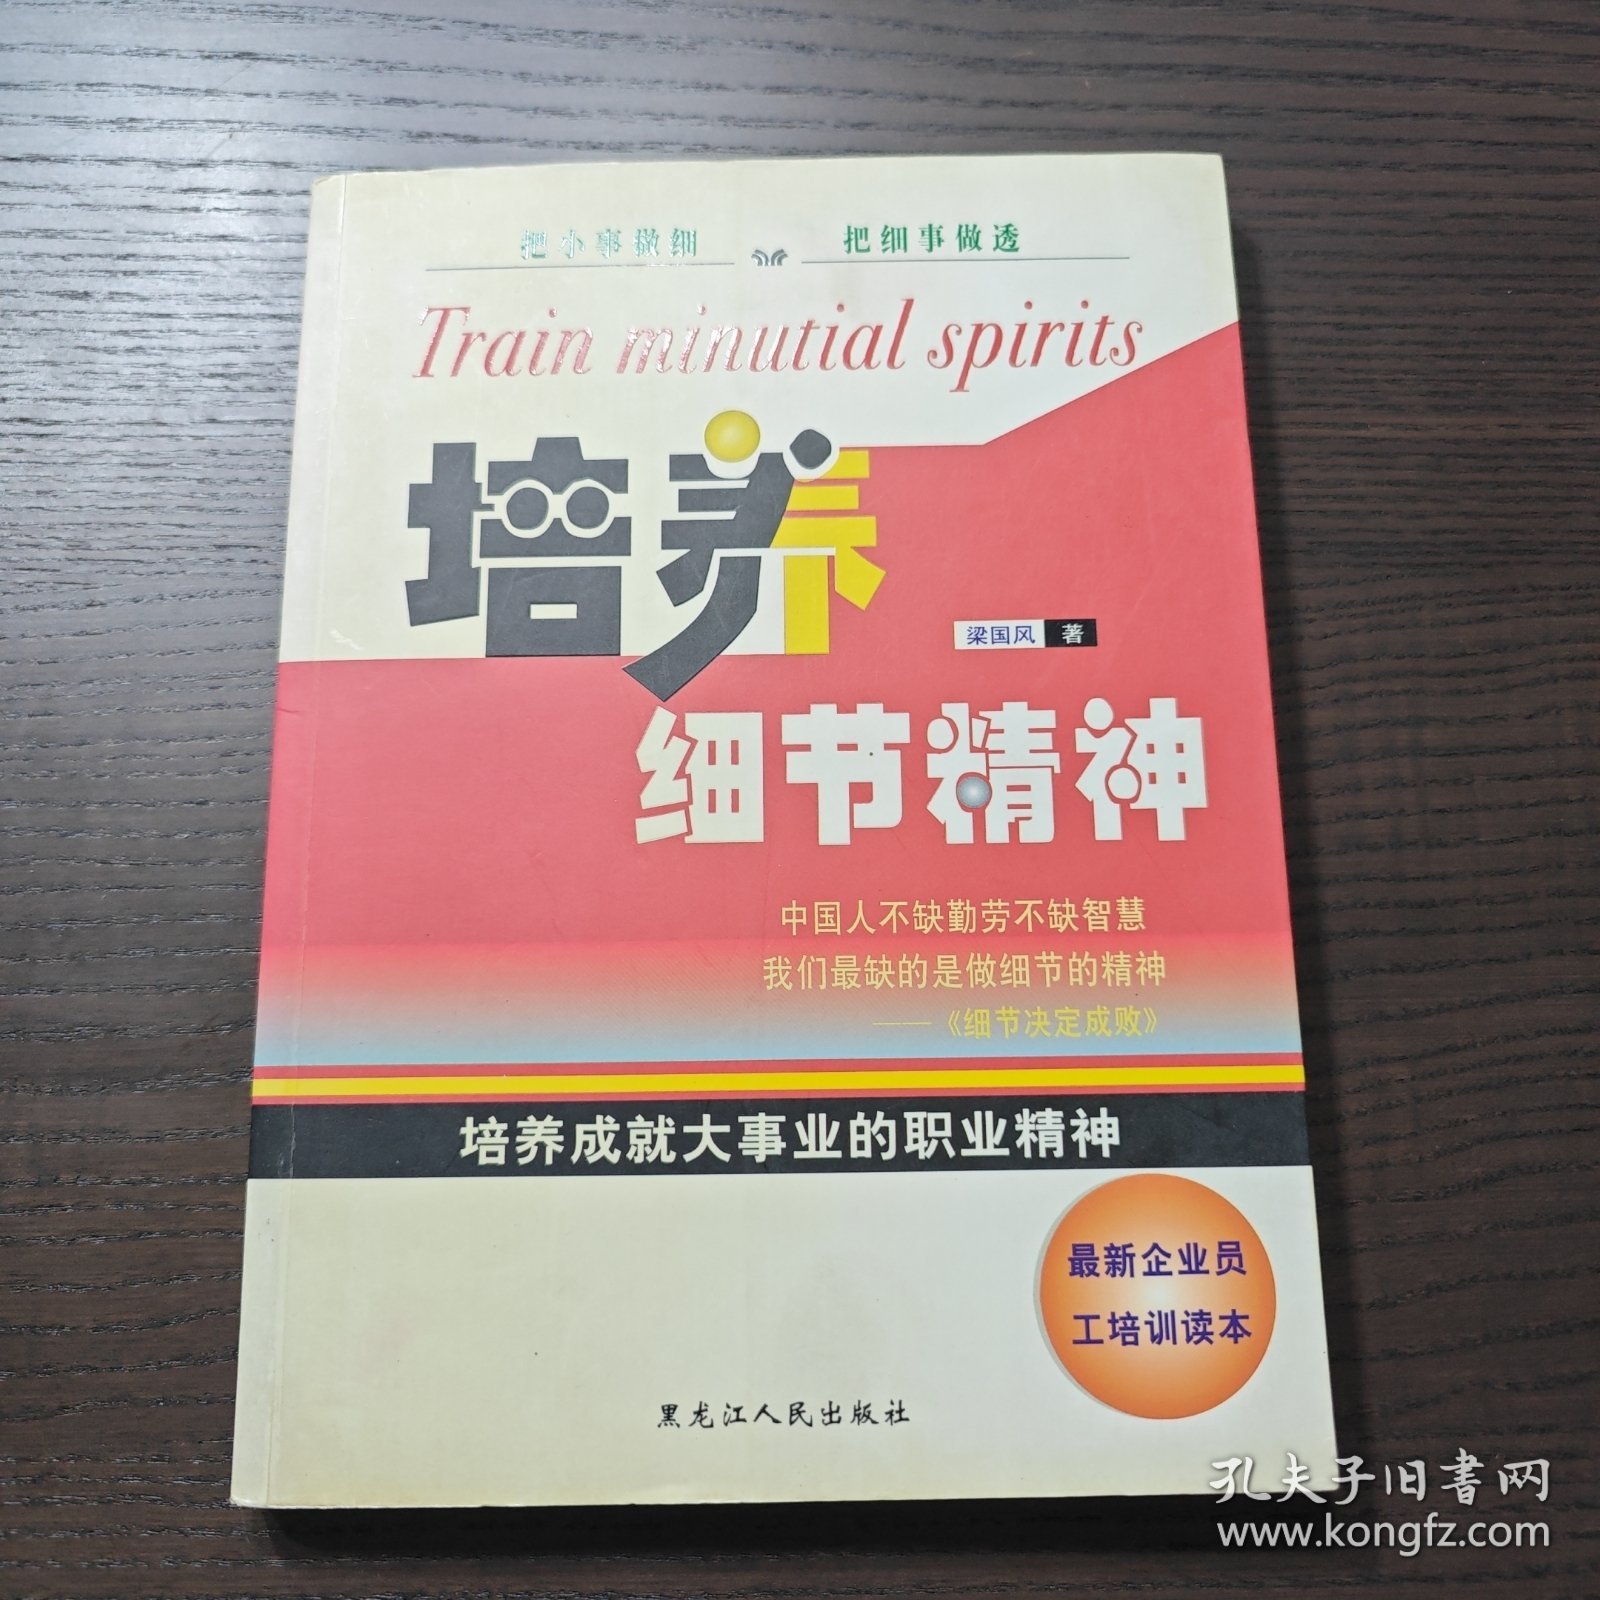 把小事做细 把细事做透
Train minutial spirits
培养
梁国风 著
细节精神
中国人不缺勤劳不缺智慧
我们最缺的是做细节的精神
——《细节决定成败》
培养成就大事业的职业精神
最新企业员
工培训读本
黑龙江人民出版社
孔夫子旧书网
www.kongfz.com